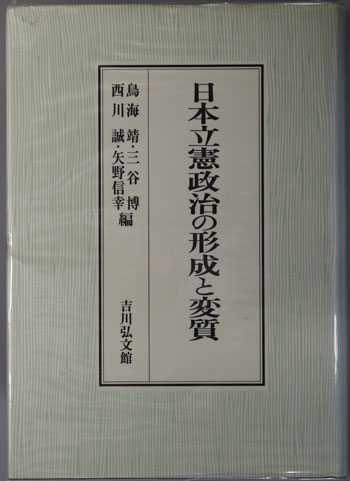 日本立憲政治の形成と変質
鳥海靖・三谷博
西川誠・矢野信幸編
吉川弘文館